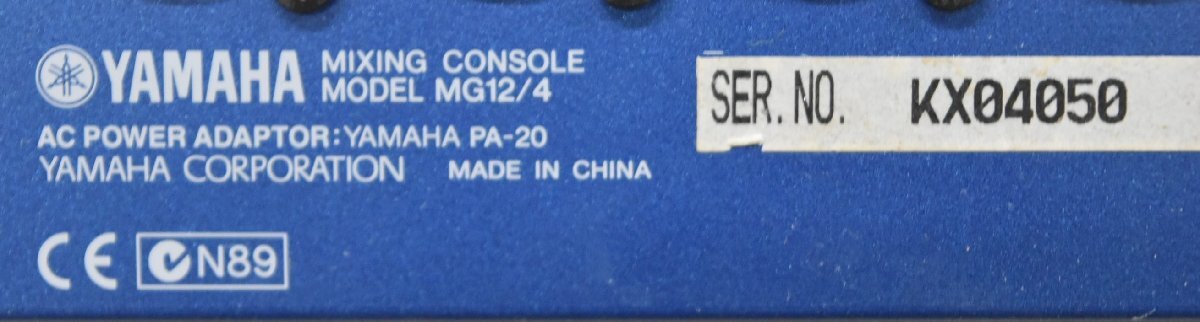 YAMAHA MIXING CONSOLE
MODEL MG12/4
AC POWER ADAPTOR: YAMAHA PA-20
YAMAHA CORPORATION MADE IN CHINA
CE N89
SER. NO. KX04050